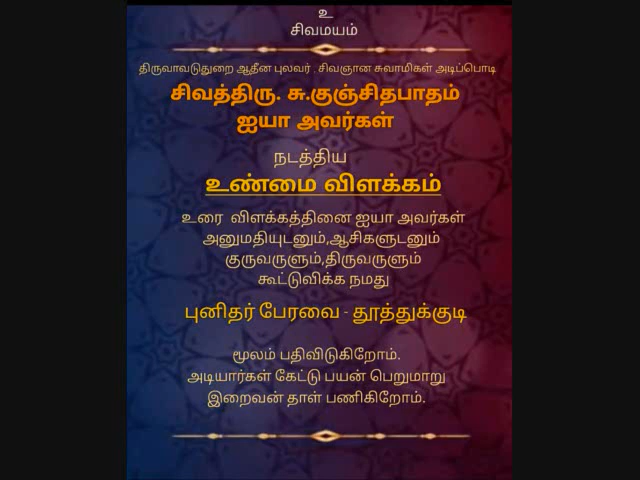 உ
சிவமயம்
திருவாவடுதுறை ஆதீன புலவர் . சிவஞான சுவாமிகள் அடிப்பொடி
சிவத்திரு. சு.குஞ்சிதபாதம்
ஐயா அவர்கள்
நடத்திய
உண்மை விளக்கம்
உரை விளக்கத்தினை ஐயா அவர்கள்
அனுமதியுடனும்,ஆசிகளுடனும்
குருவருளும்,திருவருளும்
கூட்டுவிக்க நமது
புனிதர் பேரவை - தூத்துக்குடி
மூலம் பதிவிடுகிறோம்.
அடியார்கள் கேட்டு பயன் பெறுமாறு
இறைவன் தாள் பணிகிறோம்.